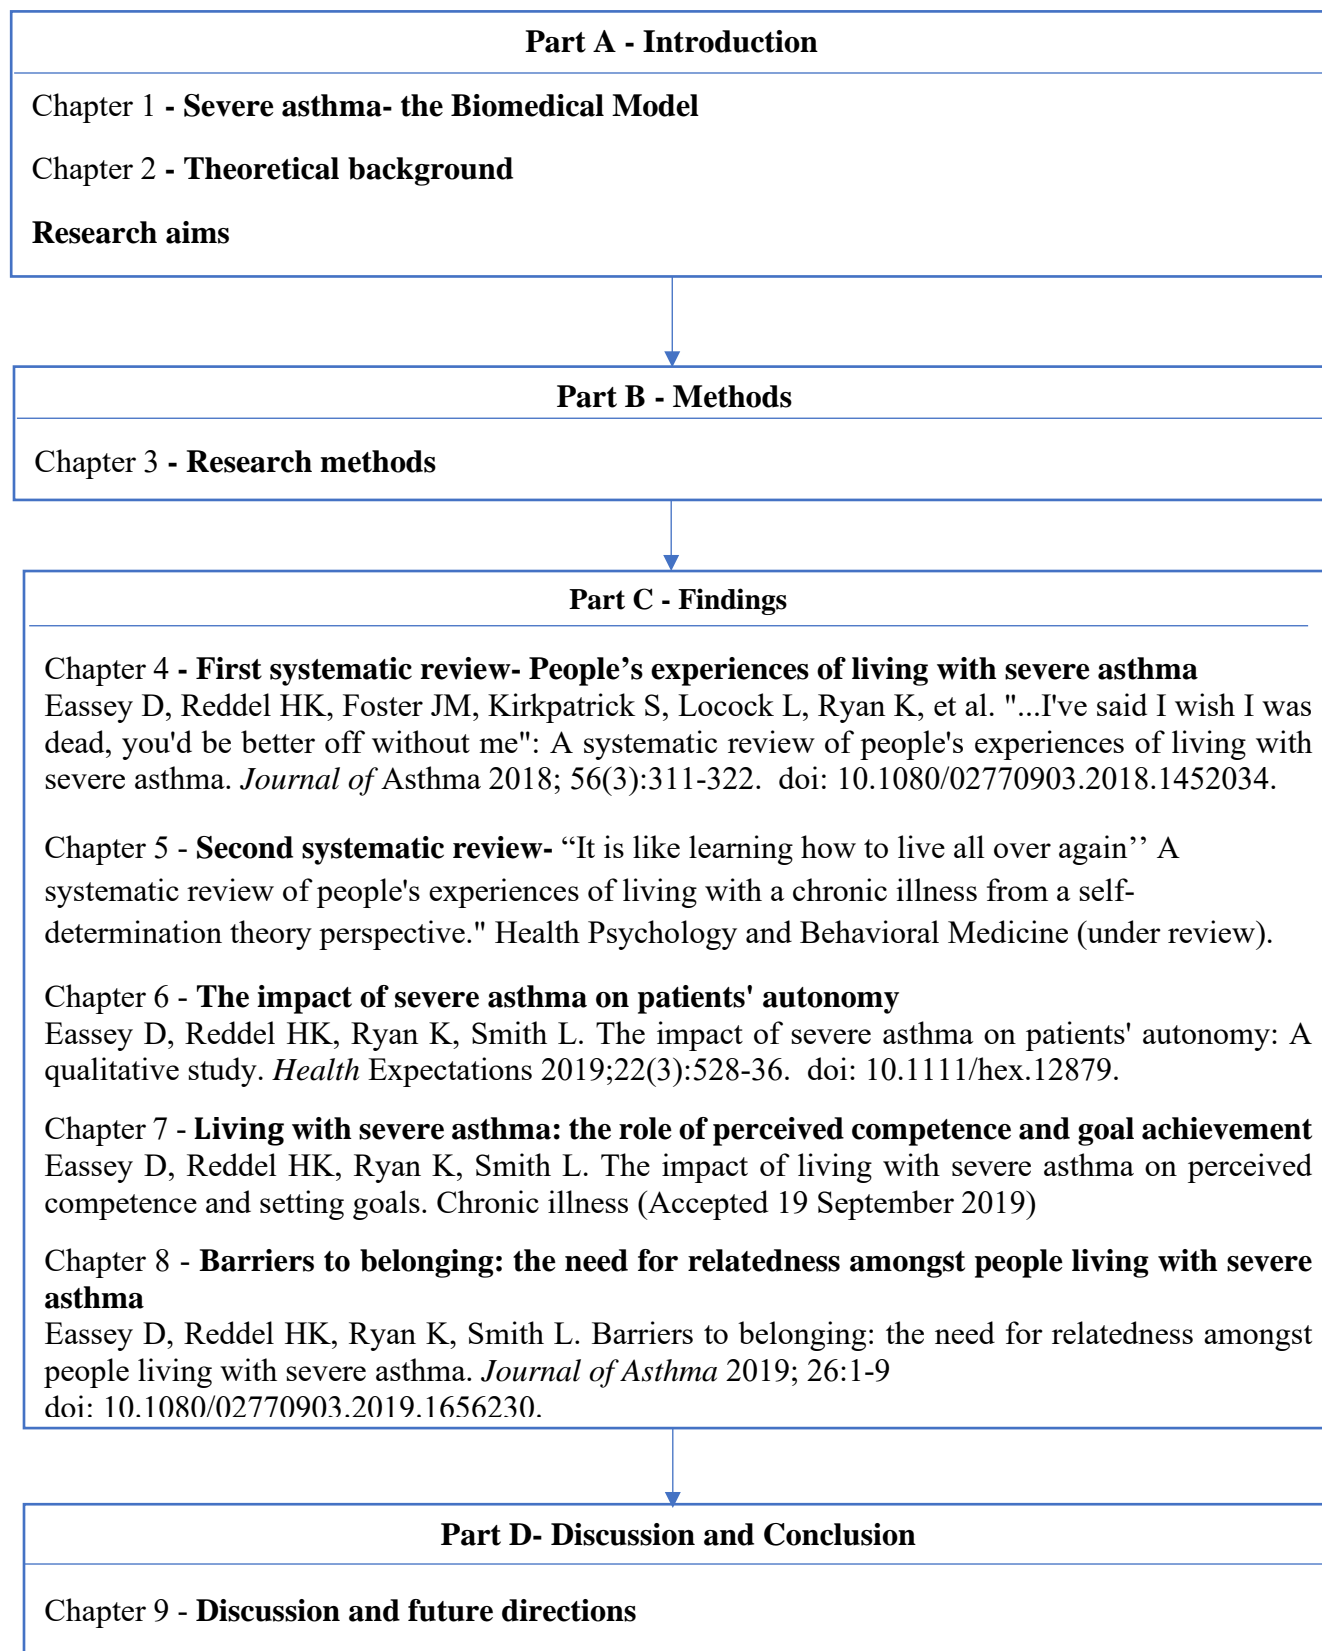 Part A - Introduction
Chapter 1 - Severe asthma- the Biomedical Model
Chapter 2 - Theoretical background
Research aims
Part B - Methods
Chapter 3 - Research methods
Part C - Findings
Chapter 4 - First systematic review- People’s experiences of living with severe asthma
Eassey D, Reddel HK, Foster JM, Kirkpatrick S, Locock L, Ryan K, et al. "...I've said I wish I was
dead, you'd be better off without me": A systematic review of people's experiences of living with
severe asthma. Journal of Asthma 2018; 56(3):311-322.  doi: 10.1080/02770903.2018.1452034.
Chapter 5 - Second systematic review- “It is like learning how to live all over again’’ A
systematic review of people's experiences of living with a chronic illness from a self-
determination theory perspective." Health Psychology and Behavioral Medicine (under review).
Chapter 6 - The impact of severe asthma on patients' autonomy
Eassey D, Reddel HK, Ryan K, Smith L. The impact of severe asthma on patients' autonomy: A
qualitative study. Health Expectations 2019;22(3):528-36.  doi: 10.1111/hex.12879.
Chapter 7 - Living with severe asthma: the role of perceived competence and goal achievement
Eassey D, Reddel HK, Ryan K, Smith L. The impact of living with severe asthma on perceived
competence and setting goals. Chronic illness (Accepted 19 September 2019)
Chapter 8 - Barriers to belonging: the need for relatedness amongst people living with severe
asthma
Eassey D, Reddel HK, Ryan K, Smith L. Barriers to belonging: the need for relatedness amongst
people living with severe asthma. Journal of Asthma 2019; 26:1-9
doi: 10.1080/02770903.2019.1656230.
Part D- Discussion and Conclusion
Chapter 9 - Discussion and future directions